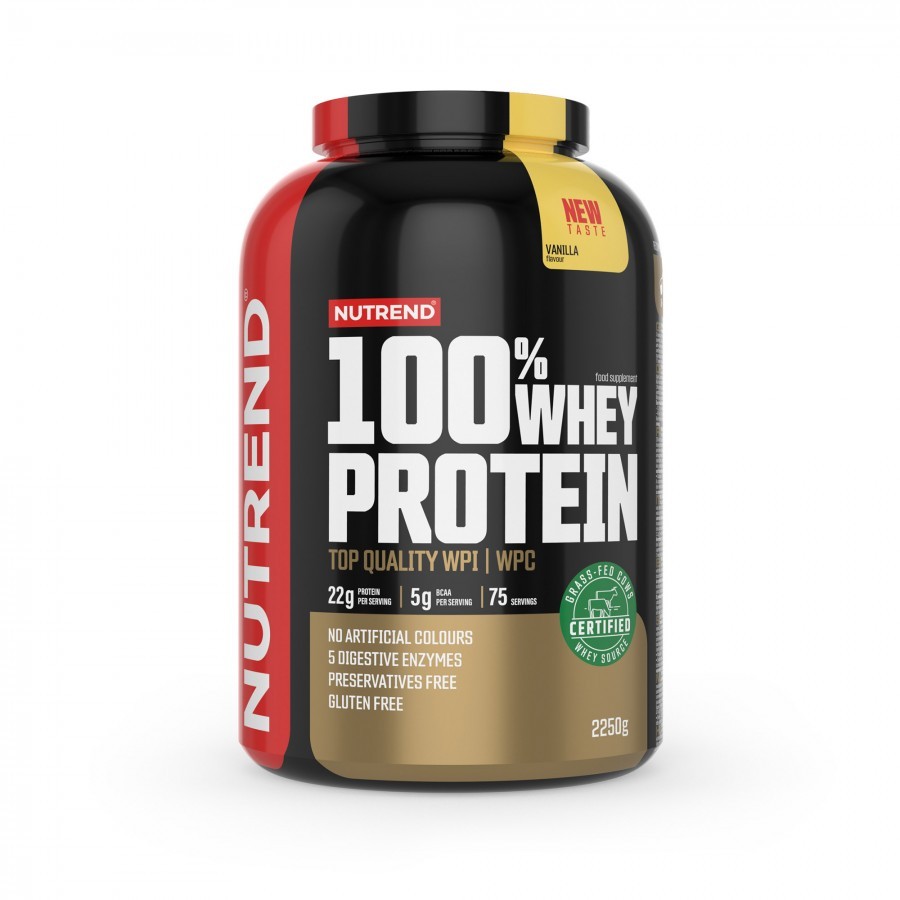 NEW
TASTE
VANILLA
flavour
NUTREND®
NUTREND®
100%
food supplement
WHEY
PROTEIN
TOP QUALITY WPI | WPC
22g PROTEIN PER SERVING | 5g BCAA PER SERVING | 75 SERVINGS
GRASS-FED COWS
CERTIFIED
WHEY SOURCE
NO ARTIFICIAL COLOURS
5 DIGESTIVE ENZYMES
PRESERVATIVES FREE
GLUTEN FREE
2250g